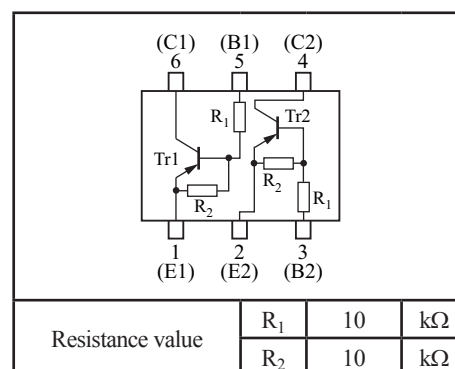 (C1) (B1) (C2)
6 5 4
R1 Tr2
Tr1
R2 R2 R1
1 2 3
(E1) (E2) (B2)
Resistance value R1 10 kΩ
R2 10 kΩ